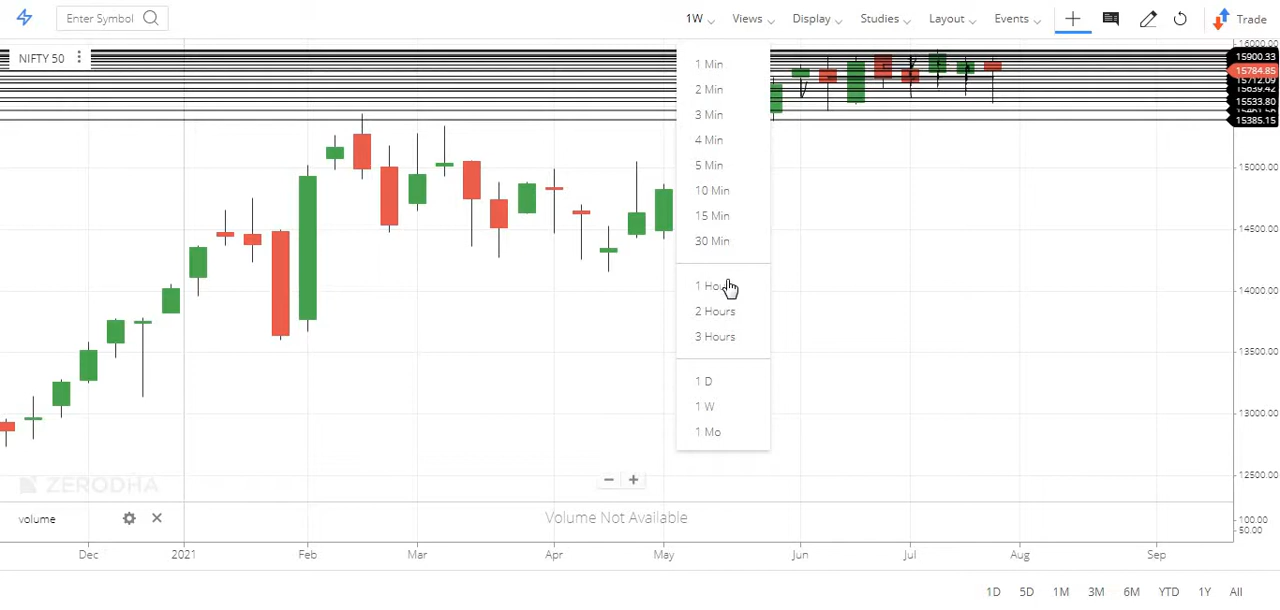 Enter Symbol
1W
Views
Display
Studies
Layout
Events
Trade
NIFTY 50
1 Min
2 Min
3 Min
4 Min
5 Min
10 Min
15 Min
30 Min
2 Hours
3 Hours
1 D
1 W
1 Mo
15900.33
15784.85
15533.80
15385.15
15000.00
14500.00
14000.00
13500.00
13000.00
12500.00
ZERODHA
volume
Volume Not Available
100.00
50.00
Dec
2021
Feb
Mar
Apr
May
Jun
Jul
Aug
Sep
1D
5D
1M
3M
6M
YTD
1Y
All